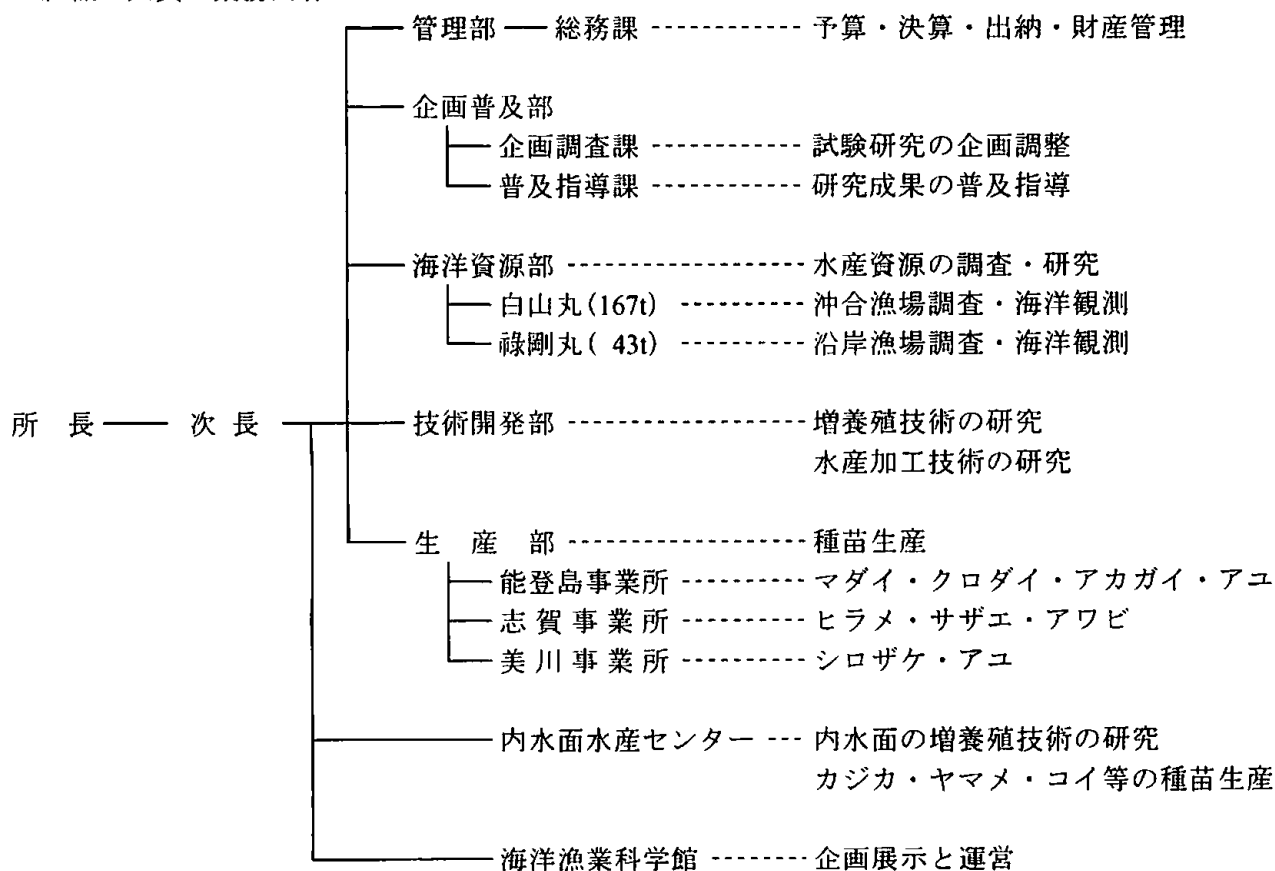 管理部 総務課 予算・決算・出納・財産管理
企画普及部
企画調査課 試験研究の企画調整
普及指導課 研究成果の普及指導
海洋資源部 水産資源の調査・研究
白山丸(167t) 沖合漁場調査・海洋観測
禄剛丸( 43t) 沿岸漁場調査・海洋観測
所 長 次 長 技術開発部 増養殖技術の研究
水産加工技術の研究
生 産 部 種苗生産
能登島事業所 マダイ・クロダイ・アカガイ・アユ
志賀事業所 ヒラメ・サザエ・アワビ
美川事業所 シロザケ・アユ
内水面水産センター 内水面の増養殖技術の研究
カジカ・ヤマメ・コイ等の種苗生産
海洋漁業科学館 企画展示と運営